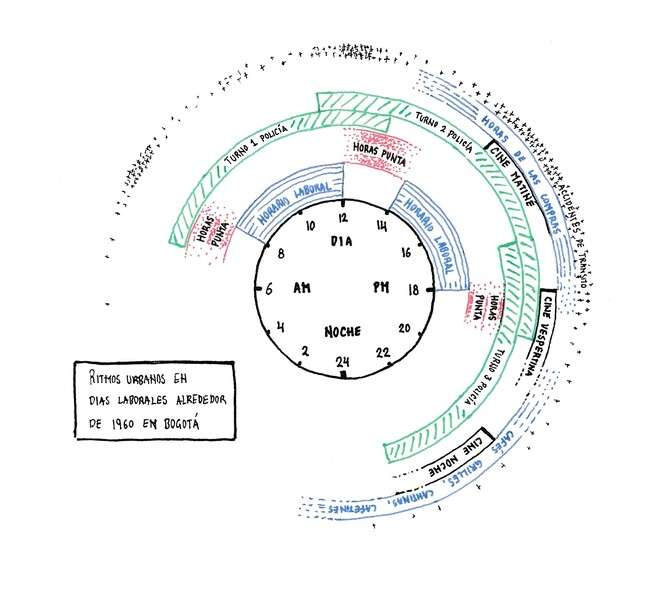 TURNO 1 POLICÍA
TURNO 2 POLICÍA
HORAS DE LAS COMPRAS
ACCIDENTES DE TRANSITO
CINE MATINÉ
HORAS PUNTA
HORARIO LABORAL
HORARIO LABORAL
HORAS
PUNTA
12
14
16
18
20
22
24
2
4
6
8
10
DIA
AM
PM
NOCHE
HORAS
PUNTA
CINE VESPERTINA
TURNO 3 POLICÍA
CINE NOCHE
CAFÉS, GRILLES, CANTINAS, CAFETINES
RITMOS URBANOS EN
DIAS LABORALES ALREDEDOR
DE 1960 EN BOGOTÁ